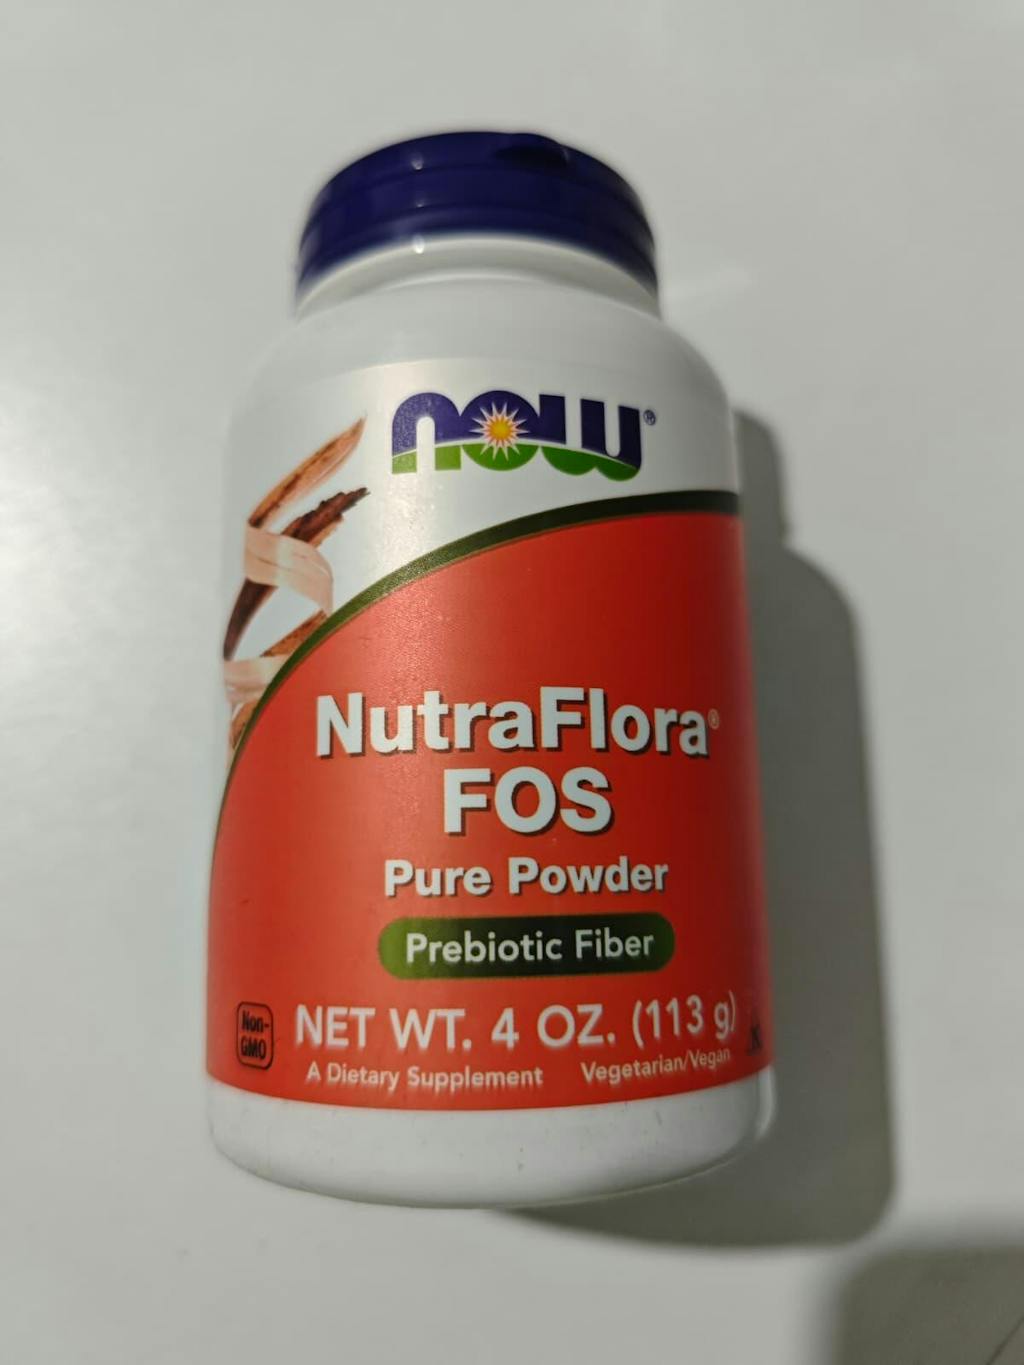 NOW®
NutraFlora®
FOS
Pure Powder
Prebiotic Fiber
Non-
GMO
NET WT. 4 OZ. (113 g)
A Dietary Supplement Vegetarian/Vegan
K